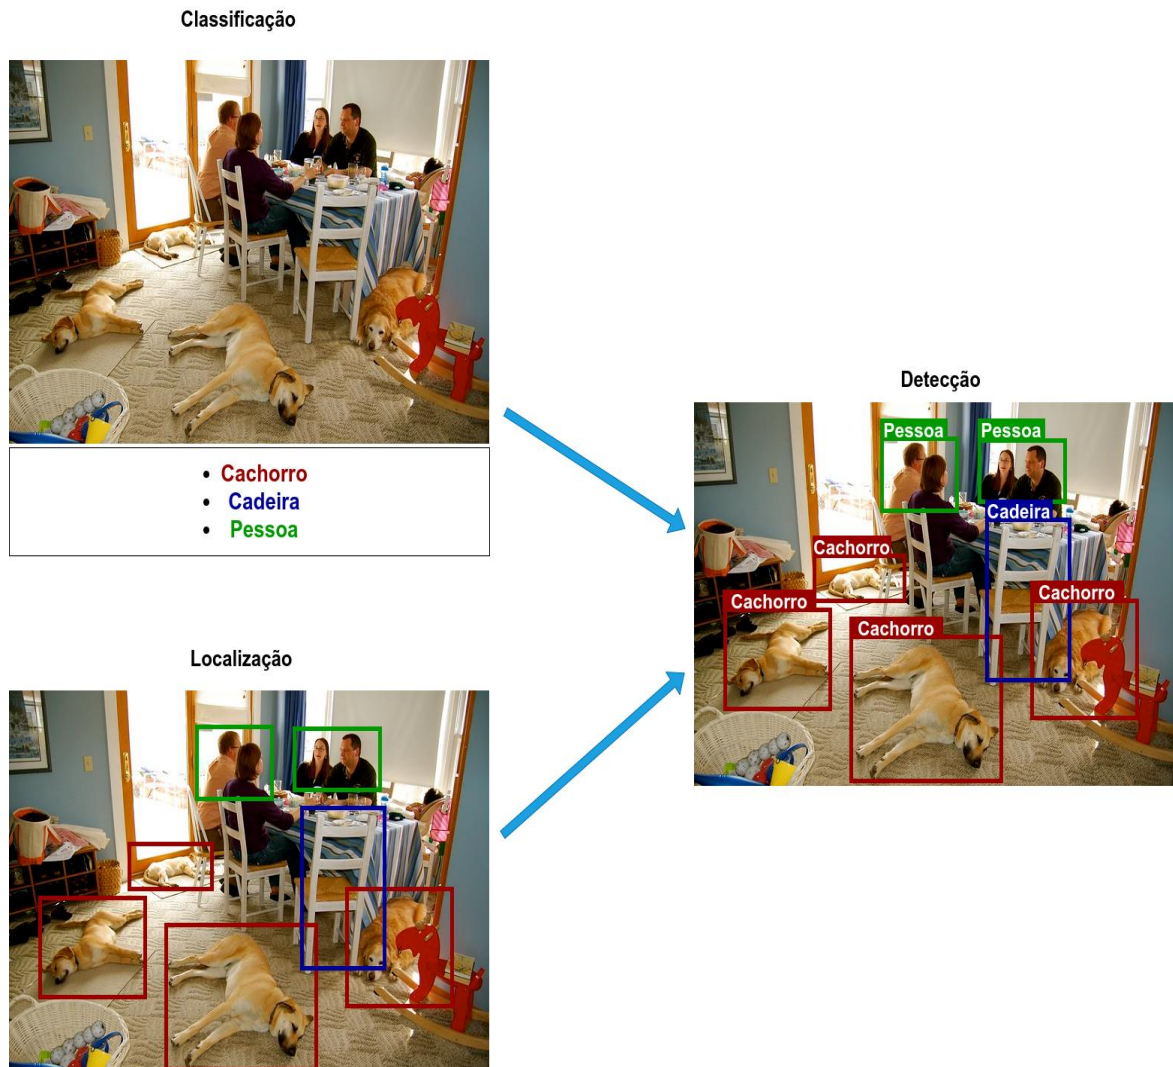 Classificação
• Cachorro
• Cadeira
• Pessoa
Localização
Detecção
Pessoa
Pessoa
Cadeira
Cachorro
Cachorro
Cachorro
Cachorro